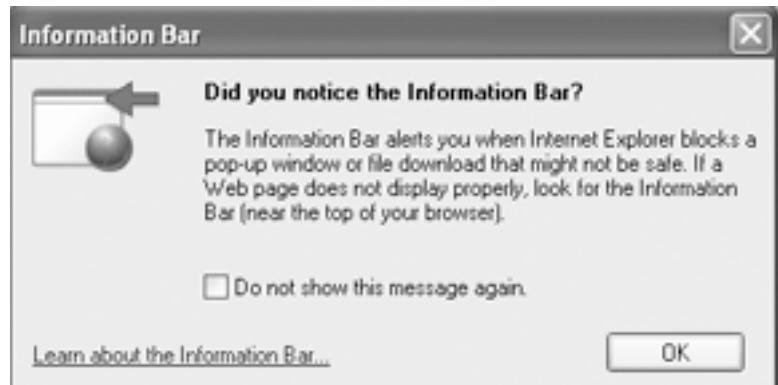 Information Bar
Did you notice the Information Bar?
The Information Bar alerts you when Internet Explorer blocks a
pop-up window or file download that might not be safe. If a
Web page does not display properly, look for the Information
Bar (near the top of your browser).
Do not show this message again.
Learn about the Information Bar...
OK